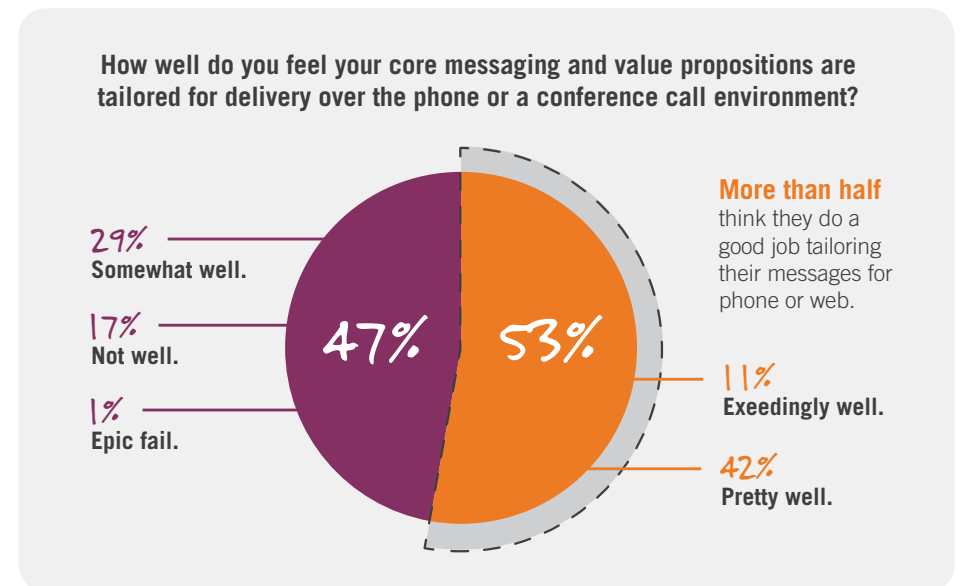 How well do you feel your core messaging and value propositions are
tailored for delivery over the phone or a conference call environment?
29%
Somewhat well.
17%
Not well.
1%
Epic fail.
47%
53%
More than half
think they do a
good job tailoring
their messages for
phone or web.
11%
Exeedingly well.
42%
Pretty well.